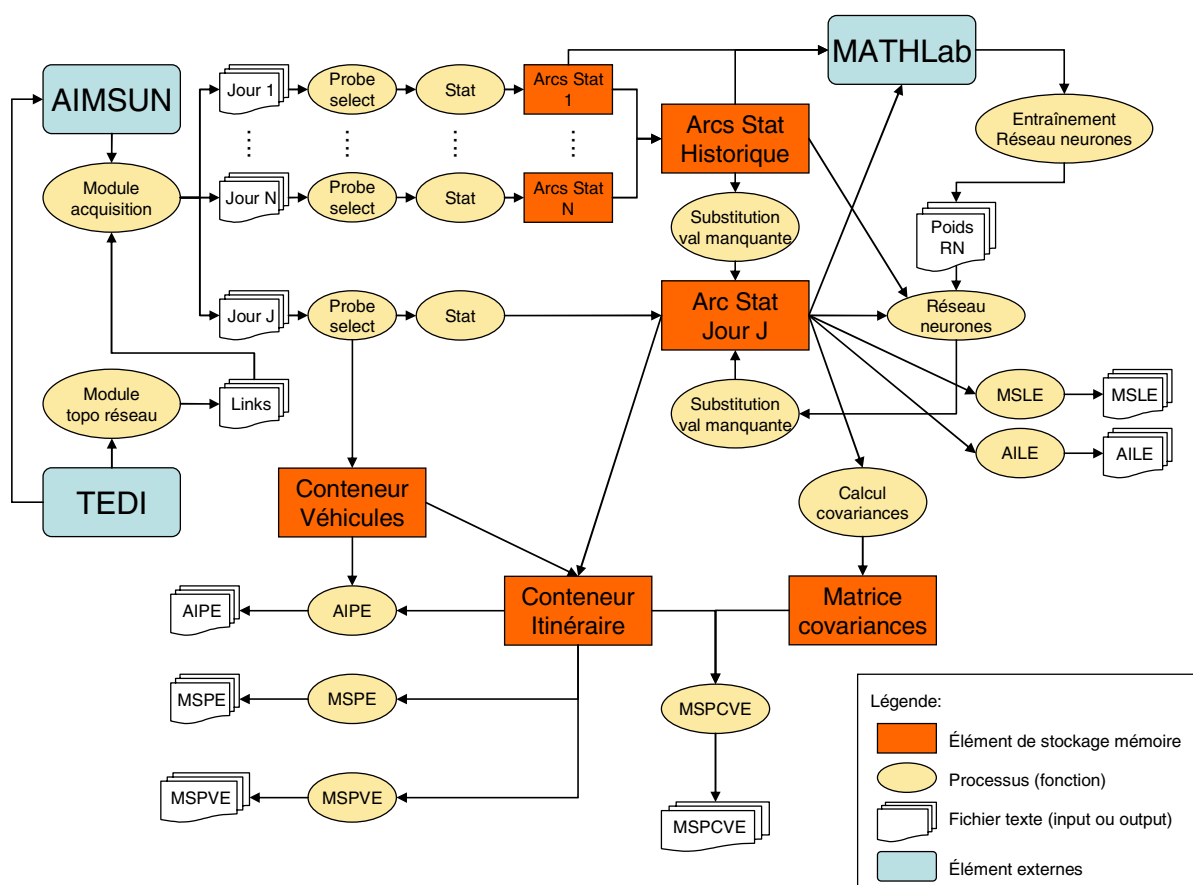 MATHLab
AIMSUN
Jour 1
Probe
select
Stat
Arcs Stat
1
Entraînement
Réseau neurones
Arcs Stat
Historique
Module
acquisition
Jour N
Probe
select
Stat
Arcs Stat
N
Substitution
val manquante
Poids
RN
Jour J
Probe
select
Stat
Arc Stat
Jour J
Réseau
neurones
Module
topo réseau
Links
Substitution
val manquante
MSLE
MSLE
AILE
AILE
TEDI
Conteneur
Véhicules
Calcul
covariances
AIPE
AIPE
Conteneur
Itinéraire
Matrice
covariances
MSPE
MSPE
MSPCVE
MSPVE
MSPVE
MSPCVE
Légende:
Élément de stockage mémoire
Processus (fonction)
Fichier texte (input ou output)
Élément externes